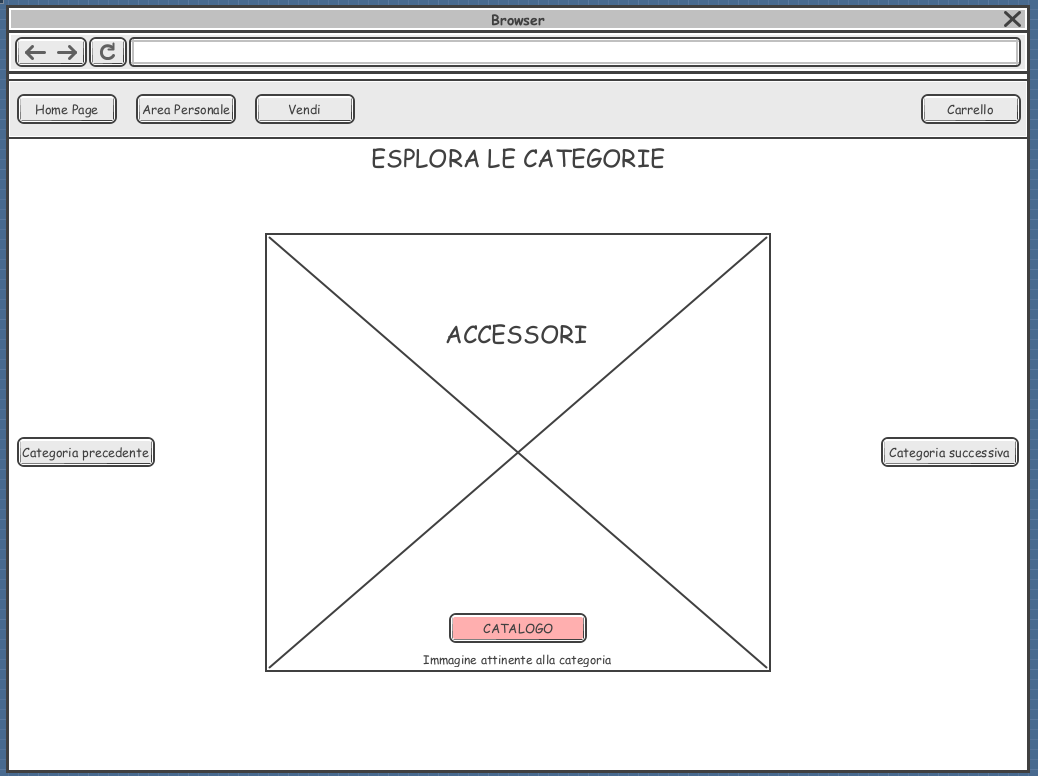 Browser
Home Page
Area Personale
Vendi
Carrello
ESPLORA LE CATEGORIE
ACCESSORI
Categoria precedente
Categoria successiva
CATALOGO
Immagine attinente alla categoria